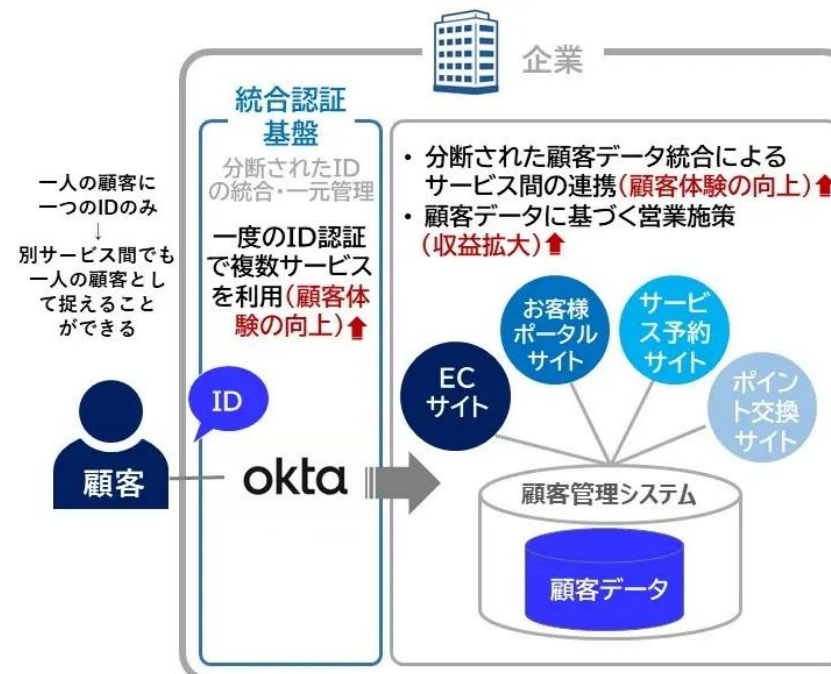 企業
一人の顧客に
一つのIDのみ
↓
別サービス間でも
一人の顧客とし
て捉えること
ができる
顧客
統合認証
基盤
分断されたID
の統合・一元管理
一度のID認証
で複数サービス
を利用(顧客体
験の向上)⬆
ID
okta
• 分断された顧客データ統合による
サービス間の連携(顧客体験の向上)⬆
• 顧客データに基づく営業施策
(収益拡大)⬆
EC
サイト
お客様
ポータル
サイト
サービ
ス予約
サイト
ポイン
ト交換
サイト
顧客管理システム
顧客データ